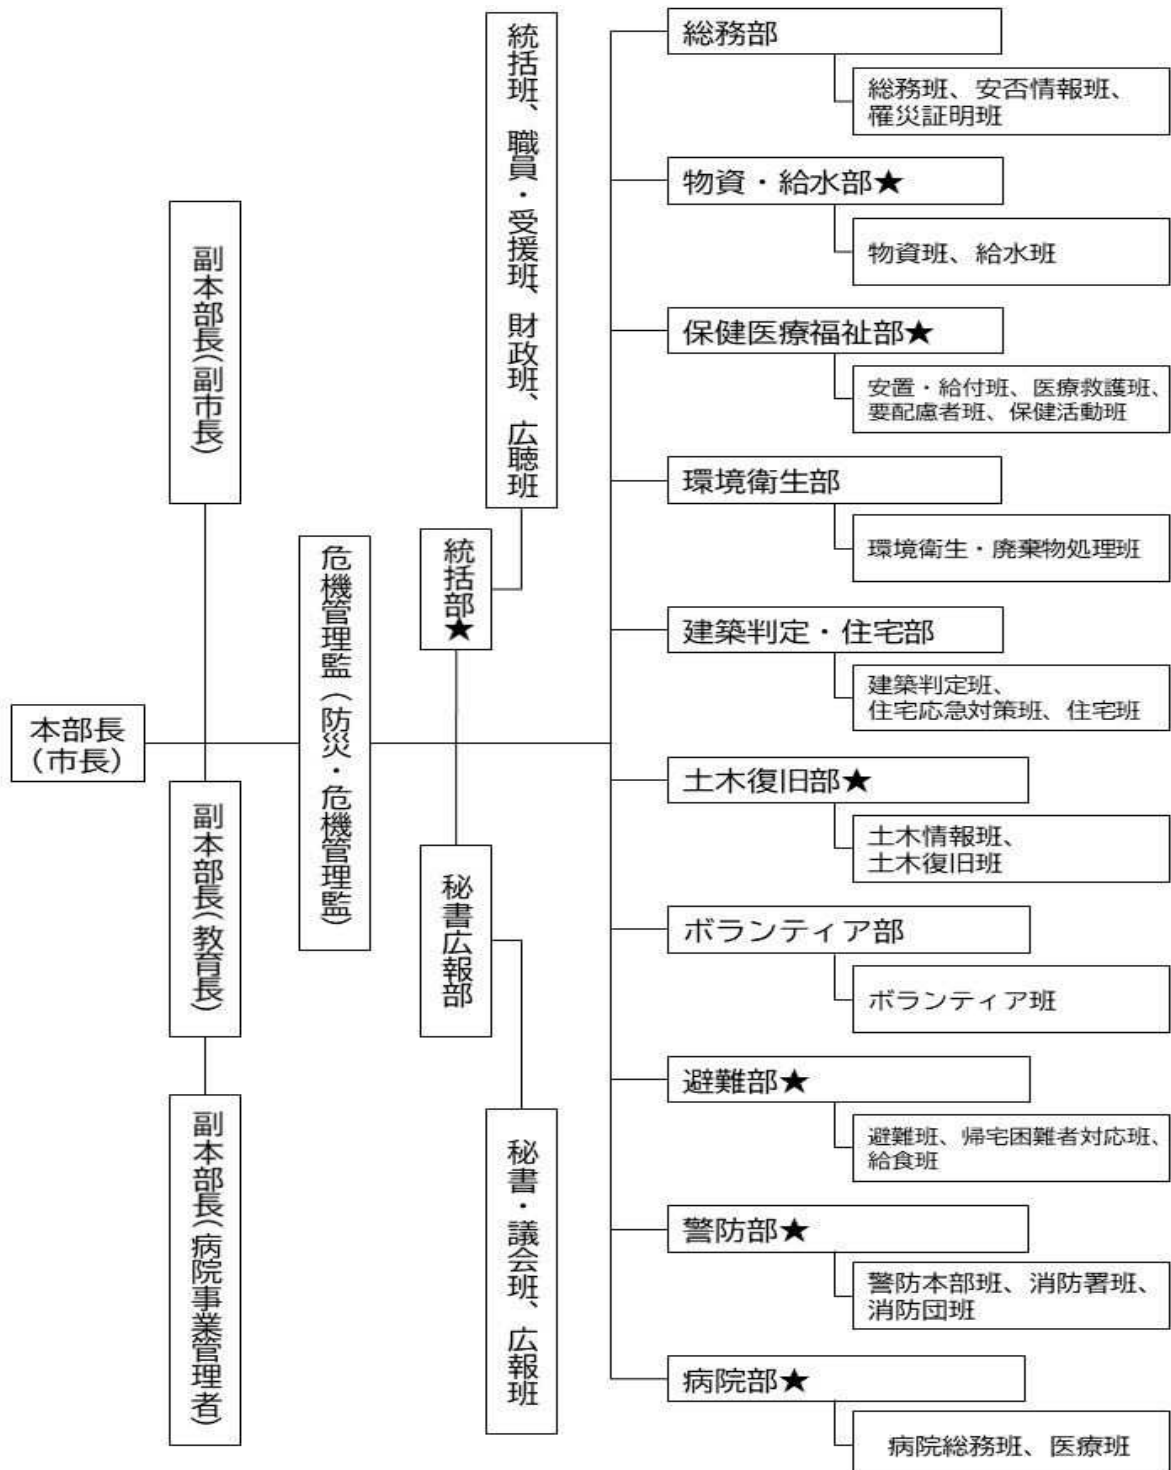 本部長
（市長）
副本部長(副市長)
副本部長(教育長)
副本部長(病院事業管理者)
危機管理監（防災・危機管理監）
統括部★
統括班、職員・受援班、財政班、広聴班
秘書広報部
秘書・議会班、広報班
総務部
総務班、安否情報班、
罹災証明班
物資・給水部★
物資班、給水班
保健医療福祉部★
安置・給付班、医療救護班、
要配慮者班、保健活動班
環境衛生部
環境衛生・廃棄物処理班
建築判定・住宅部
建築判定班、
住宅応急対策班、住宅班
土木復旧部★
土木情報班、
土木復旧班
ボランティア部
ボランティア班
避難部★
避難班、帰宅困難者対応班、
給食班
警防部★
警防本部班、消防署班、
消防団班
病院部★
病院総務班、医療班